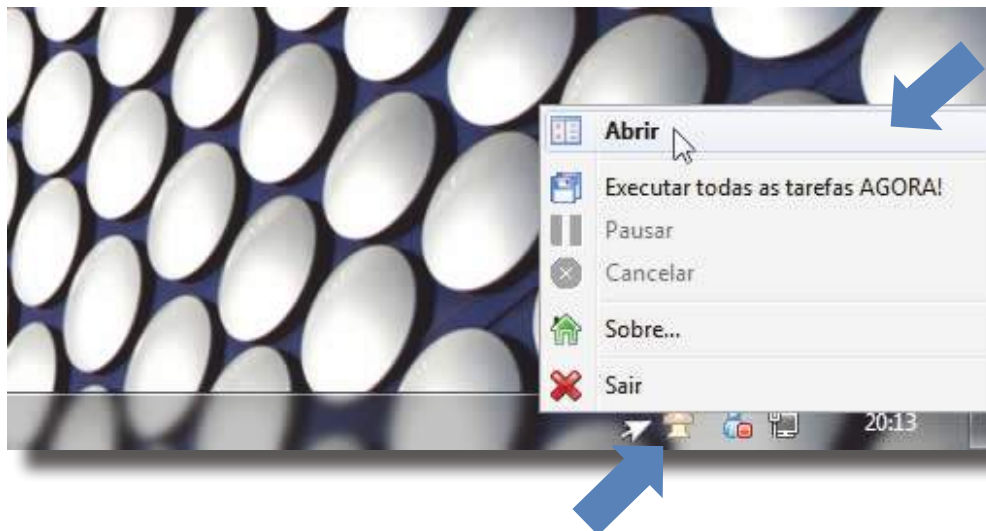 Abrir
Executar todas as tarefas AGORA!
Pausar
Cancelar
Sobre...
Sair
20:13